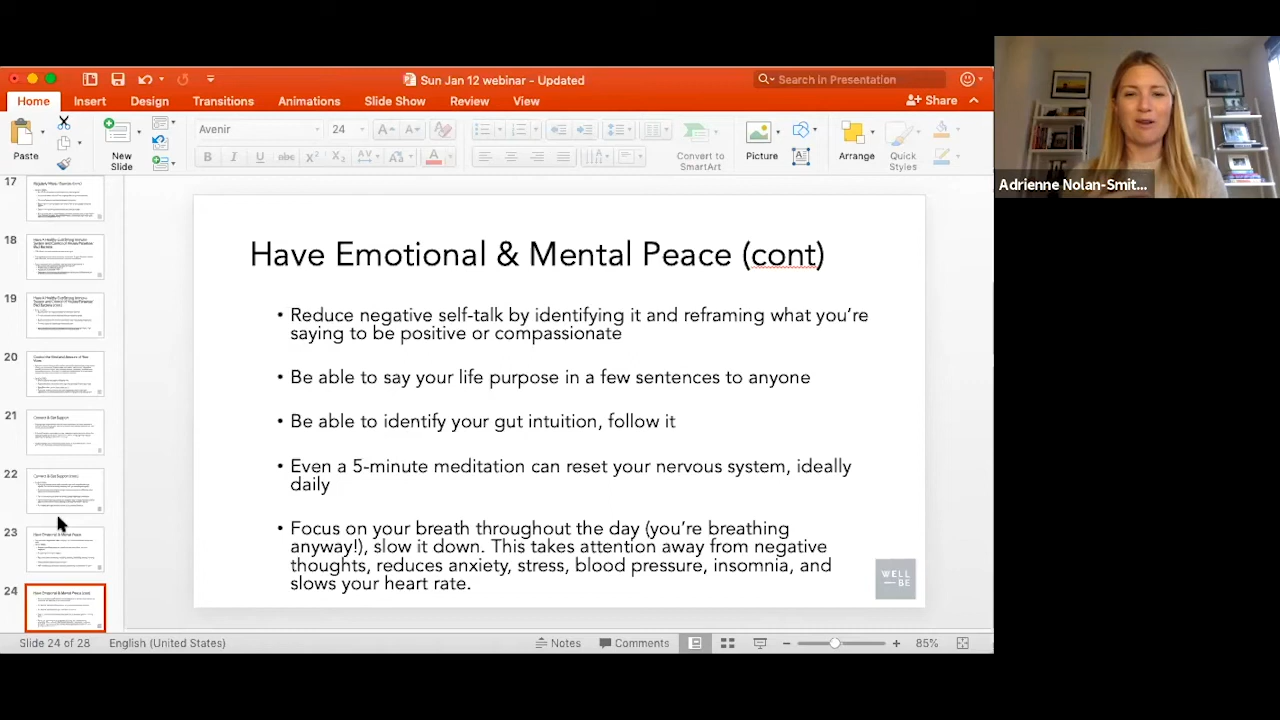 Sun Jan 12 webinar - Updated
Search in Presentation
Home Insert Design Transitions Animations Slide Show Review View
Share
Avenir 24
Paste
New
Slide
Convert to
SmartArt
Picture
Arrange
Quick
Styles
Adrienne Nolan-Smit...
17
18
19
20
21
22
23
24
Have Emotional & Mental Peace (cont)
• Reduce negative self-talk by identifying it and reframing what you're
saying to be positive or compassionate
• Be able to say your life purpose in a few sentences to anyone
• Be able to identify your gut intuition, follow it
• Even a 5-minute meditation can reset your nervous system, ideally
daily
• Focus on your breath throughout the day (you're breathing
anyway!), slow it down. This takes attention away from negative
thoughts, reduces anxiety, stress, blood pressure, insomnia, and
slows your heart rate.
WELL
—BE
Slide 24 of 28 English (United States) Notes Comments 85%